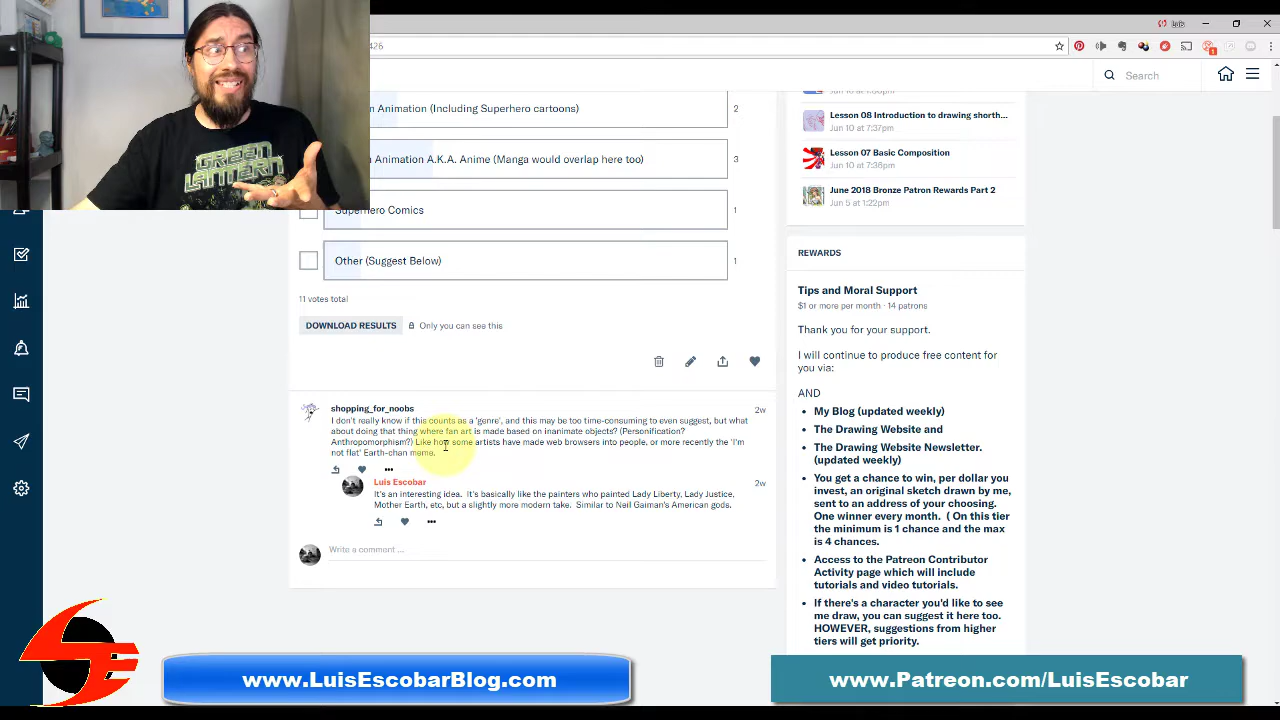 GREEN
LANTERN
426
Search
n Animation (Including Superhero cartoons)
2
n Animation A.K.A. Anime (Manga would overlap here too)
3
Superhero Comics
1
Other (Suggest Below)
1
11 votes total
DOWNLOAD RESULTS
Only you can see this
shopping_for_noobs
2w
I don't really know if this counts as a 'genre', and this may be too time-consuming to even suggest, but what
about doing that thing where fan art is made based on inanimate objects? (Personification?
Anthropomorphism?) Like how some artists have made web browsers into people, or more recently the 'I'm
not flat' Earth-chan meme.
Luis Escobar
2w
It's an interesting idea. It's basically like the painters who painted Lady Liberty, Lady Justice,
Mother Earth, etc, but a slightly more modern take. Similar to Neil Gaiman's American gods.
Write a comment ...
Lesson 08 Introduction to drawing shorth...
Jun 10 at 7:37pm
Lesson 07 Basic Composition
Jun 10 at 7:36pm
June 2018 Bronze Patron Rewards Part 2
Jun 5 at 1:22pm
REWARDS
Tips and Moral Support
$1 or more per month · 14 patrons
Thank you for your support.
I will continue to produce free content for
you via:
AND
• My Blog (updated weekly)
• The Drawing Website and
• The Drawing Website Newsletter.
(updated weekly)
• You get a chance to win, per dollar you
invest, an original sketch drawn by me,
sent to an address of your choosing.
One winner every month. ( On this tier
the minimum is 1 chance and the max
is 4 chances.
• Access to the Patreon Contributor
Activity page which will include
tutorials and video tutorials.
• If there's a character you'd like to see
me draw, you can suggest it here too.
HOWEVER, suggestions from higher
tiers will get priority.
www.LuisEscobarBlog.com
www.Patreon.com/LuisEscobar